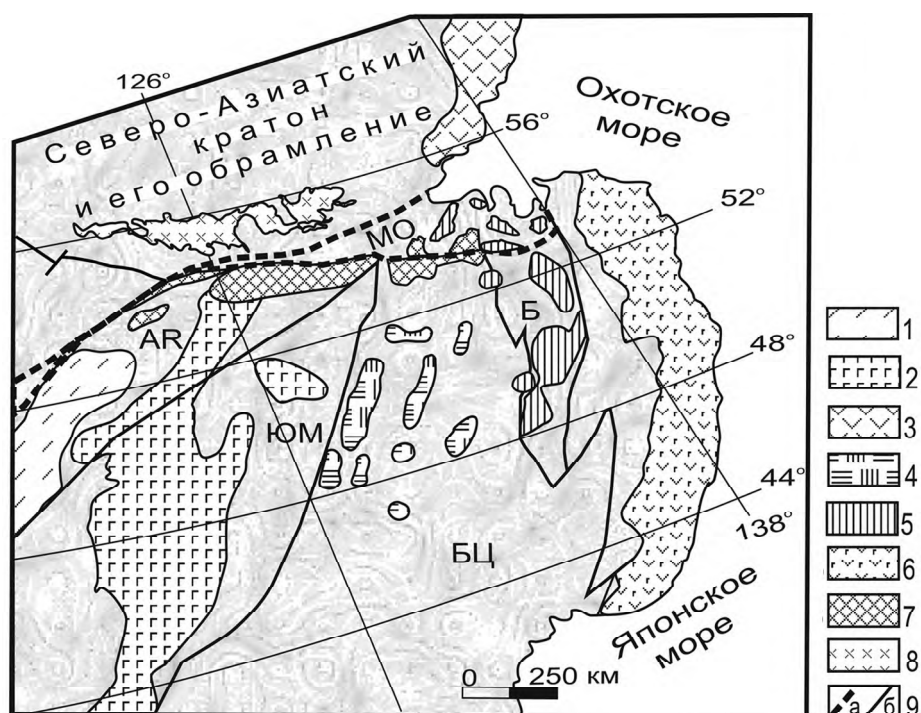 Северо-Азиатский
кратон
и его обрамление
126°
56°
52°
48°
44°
138°
Охотское
море
МО
AR
Б
ЮМ
БЦ
Японское
море
0 250 км
1
2
3
4
5
6
7
8
а б 9